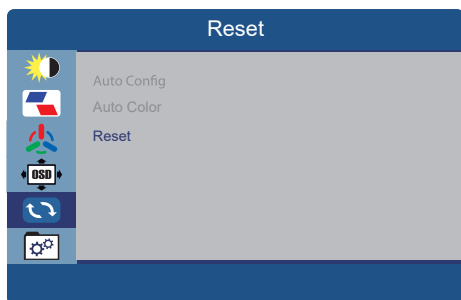 Reset
Auto Config
Auto Color
Reset
OSD